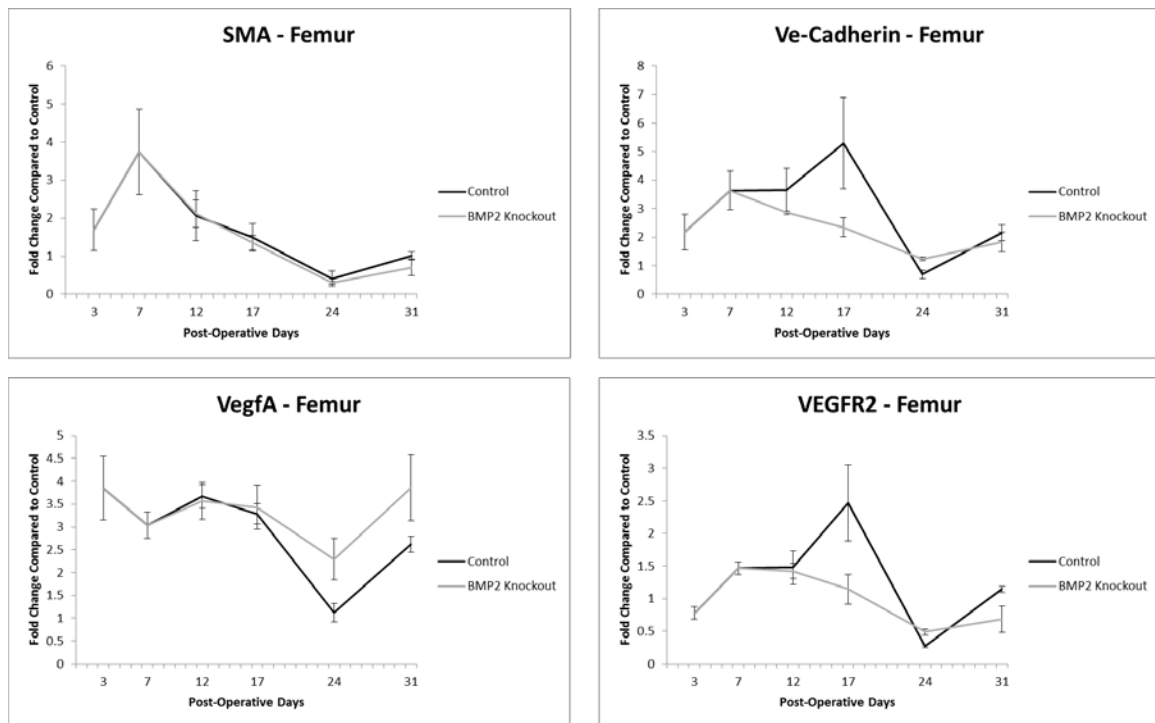 SMA - Femur
Fold Change Compared to Control
6
5
4
3
2
1
0
3 7 12 17 24 31
Post-Operative Days
Control
BMP2 Knockout
Ve-Cadherin - Femur
Fold Change Compared to Control
8
7
6
5
4
3
2
1
0
3 7 12 17 24 31
Post-Operative Days
Control
BMP2 Knockout
VegfA - Femur
Fold Change Compared to Control
5
4.5
4
3.5
3
2.5
2
1.5
1
0.5
0
3 7 12 17 24 31
Post-Operative Days
Control
BMP2 Knockout
VEGFR2 - Femur
Fold Change Compared to Control
3.5
3
2.5
2
1.5
1
0.5
0
3 7 12 17 24 31
Post-Operative Days
Control
BMP2 Knockout